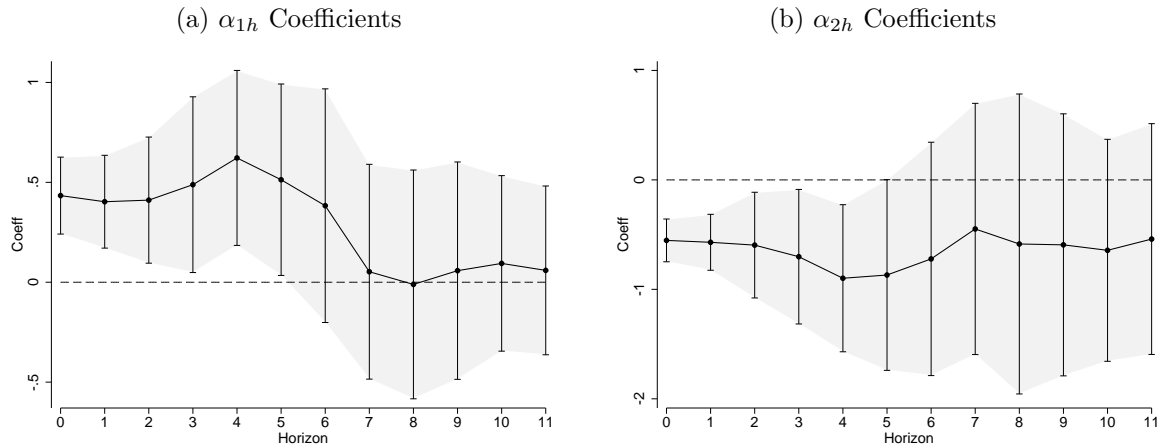 (a) α1h Coefficients
1
.5
0
-.5
Coeff
0 1 2 3 4 5 6 7 8 9 10 11
Horizon
(b) α2h Coefficients
1
0
-1
-2
Coeff
0 1 2 3 4 5 6 7 8 9 10 11
Horizon